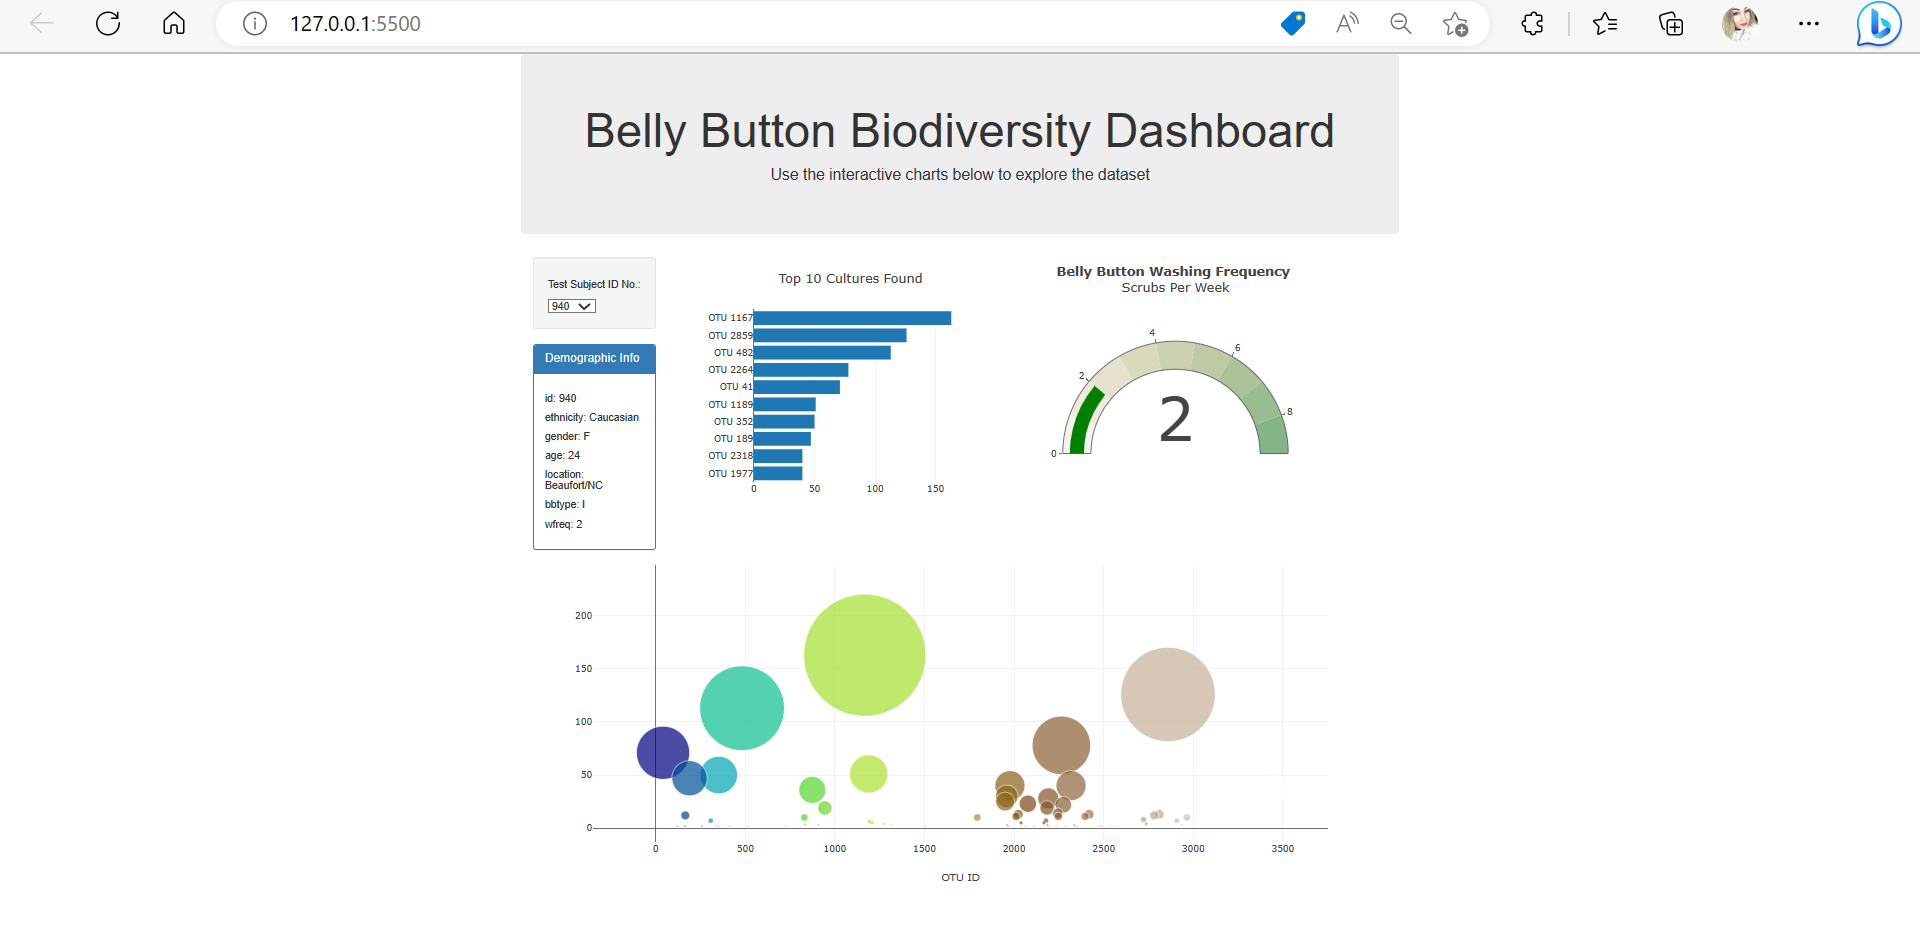 127.0.0.1:5500
Belly Button Biodiversity Dashboard
Use the interactive charts below to explore the dataset
Test Subject ID No.:
940
Demographic Info
id: 940
ethnicity: Caucasian
gender: F
age: 24
location:
Beaufort/NC
bbtype: I
wfreq: 2
Top 10 Cultures Found
OTU 1167
OTU 2859
OTU 482
OTU 2264
OTU 41
OTU 1189
OTU 352
OTU 189
OTU 2318
OTU 1977
0 50 100 150
Belly Button Washing Frequency
Scrubs Per Week
0
2
4
6
8
2
200
150
100
50
0
0 500 1000 1500 2000 2500 3000 3500
OTU ID